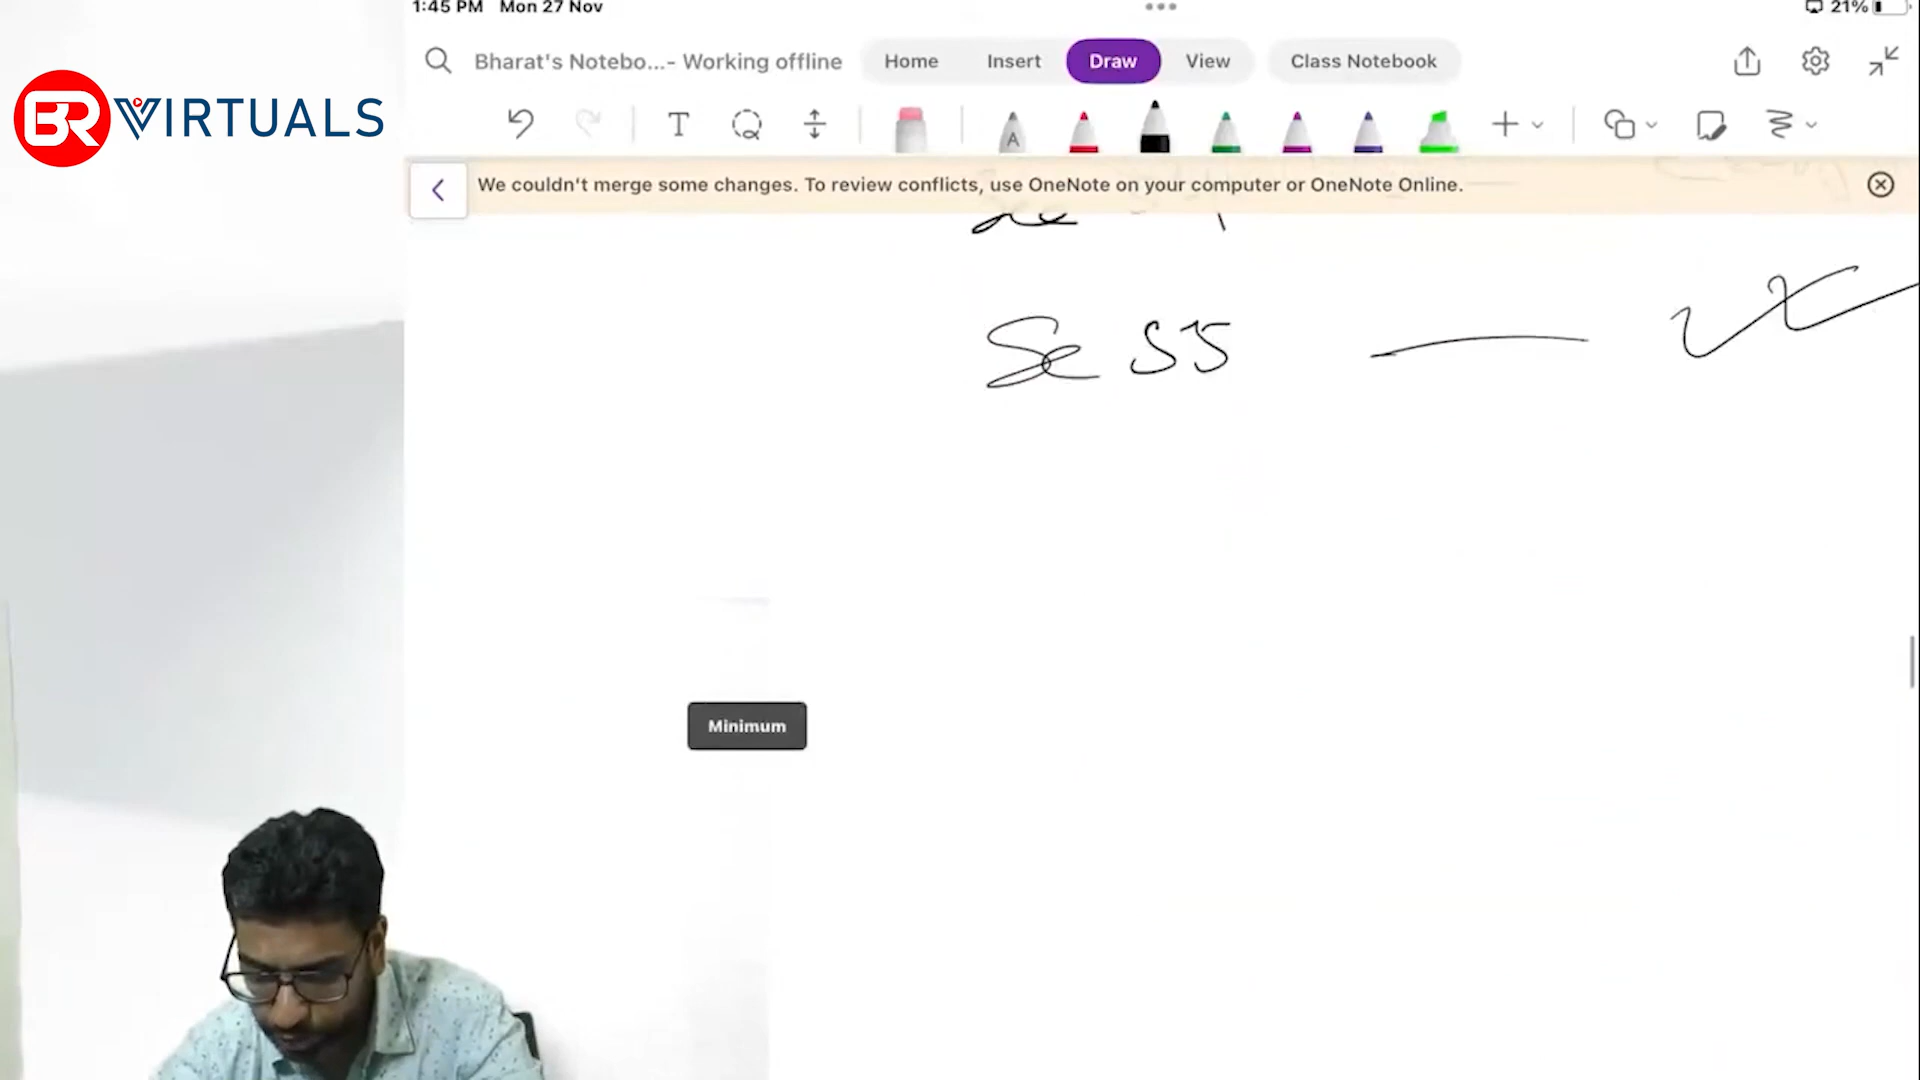 1:45 PM Mon 27 Nov
21%
BR VIRTUALS
Bharat's Notebo...- Working offline
Home
Insert
Draw
View
Class Notebook
T
A
We couldn't merge some changes. To review conflicts, use OneNote on your computer or OneNote Online.
Se 55 —
Minimum